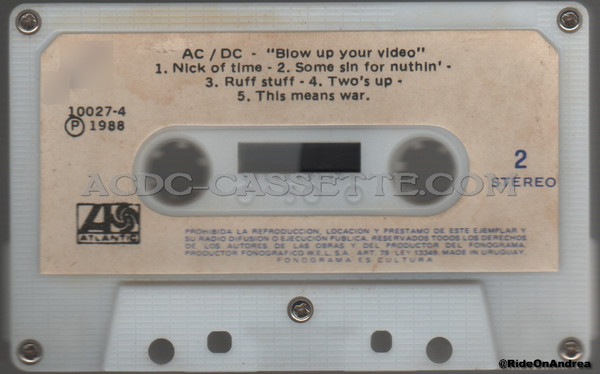 AC / DC - "Blow up your video"
1. Nick of time - 2. Some sin for nuthin' -
3. Ruff stuff - 4. Two's up -
5. This means war.
10027-4
Ⓟ 1988
2
STEREO
ACDC-CASSETTE.COM
ATLANTIC
PROHIBIDA LA REPRODUCCION, LOCACION Y PRESTAMO DE ESTE EJEMPLAR Y
SU RADIO DIFUSION O EJECUCIÓN PUBLICA. RESERVADOS TODOS LOS DERECHOS
DE LOS AUTORES DE LAS OBRAS Y DEL PRODUCTOR DEL FONOGRAMA.
PRODUCTOR FONOGRAFICO W.E.L.S.A. ART. 79 - LEY 13349. MADE IN URUGUAY.
FONOGRAMA ES CULTURA
@RideOnAndrea